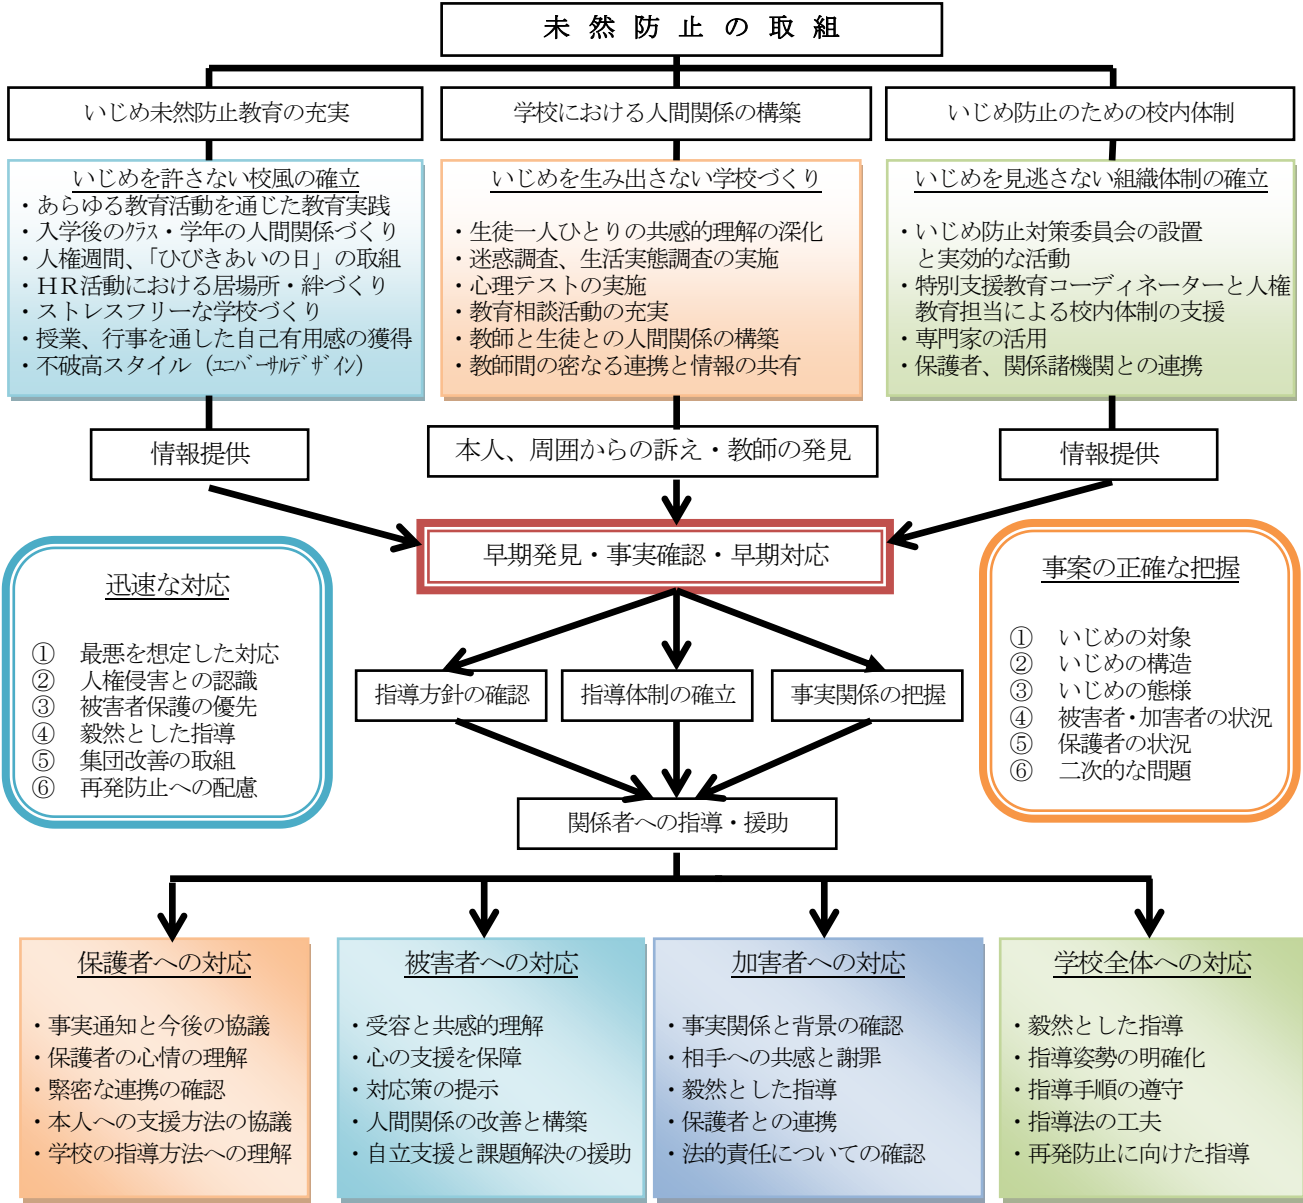 未然防止の取組
いじめ未然防止教育の充実
学校における人間関係の構築
いじめ防止のための校内体制
いじめを許さない校風の確立
・あらゆる教育活動を通じた教育実践
・入学後のｸﾗｽ・学年の人間関係づくり
・人権週間、「ひびきあいの日」の取組
・ＨＲ活動における居場所・絆づくり
・ストレスフリーな学校づくり
・授業、行事を通した自己有用感の獲得
・不破高スタイル（ﾕﾆﾊﾞｰｻﾙﾃﾞｻﾞｲﾝ）
いじめを生み出さない学校づくり
・生徒一人ひとりの共感的理解の深化
・迷惑調査、生活実態調査の実施
・心理テストの実施
・教育相談活動の充実
・教師と生徒との人間関係の構築
・教師間の密なる連携と情報の共有
いじめを見逃さない組織体制の確立
・いじめ防止対策委員会の設置
と実効的な活動
・特別支援教育コーディネーターと人権
教育担当による校内体制の支援
・専門家の活用
・保護者、関係諸機関との連携
情報提供
本人、周囲からの訴え・教師の発見
情報提供
早期発見・事実確認・早期対応
迅速な対応
① 最悪を想定した対応
② 人権侵害との認識
③ 被害者保護の優先
④ 毅然とした指導
⑤ 集団改善の取組
⑥ 再発防止への配慮
事案の正確な把握
① いじめの対象
② いじめの構造
③ いじめの態様
④ 被害者・加害者の状況
⑤ 保護者の状況
⑥ 二次的な問題
指導方針の確認
指導体制の確立
事実関係の把握
関係者への指導・援助
保護者への対応
・事実通知と今後の協議
・保護者の心情の理解
・緊密な連携の確認
・本人への支援方法の協議
・学校の指導方法への理解
被害者への対応
・受容と共感的理解
・心の支援を保障
・対応策の提示
・人間関係の改善と構築
・自立支援と課題解決の援助
加害者への対応
・事実関係と背景の確認
・相手への共感と謝罪
・毅然とした指導
・保護者との連携
・法的責任についての確認
学校全体への対応
・毅然とした指導
・指導姿勢の明確化
・指導手順の遵守
・指導法の工夫
・再発防止に向けた指導